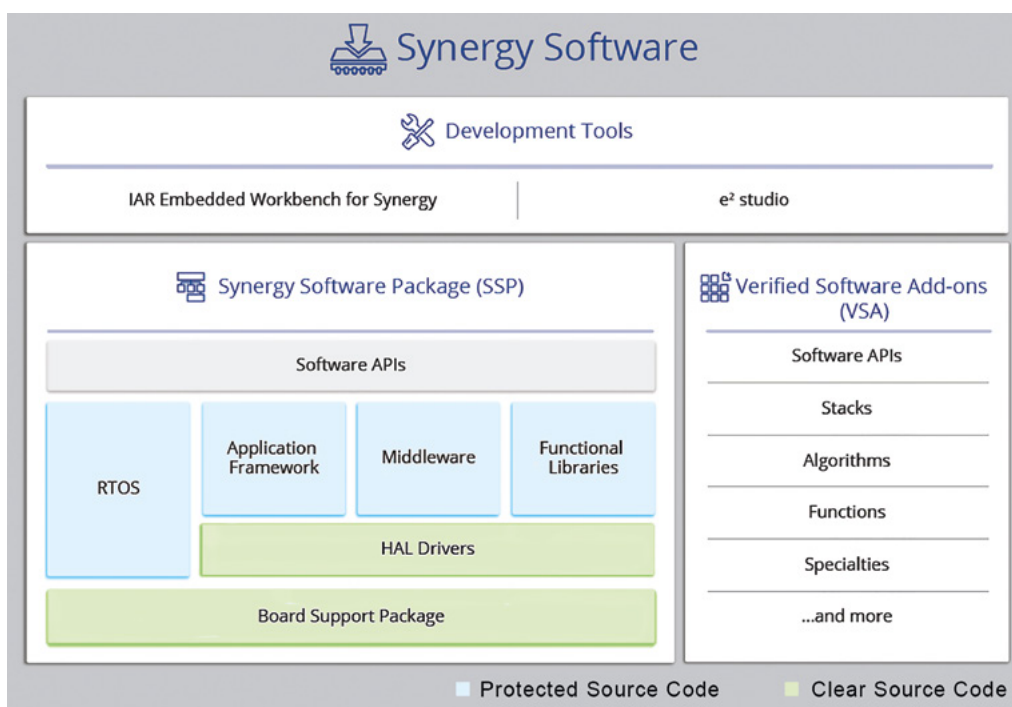 Synergy Software
Development Tools
IAR Embedded Workbench for Synergy
e² studio
Synergy Software Package (SSP)
Software APIs
RTOS
Application
Framework
Middleware
Functional
Libraries
HAL Drivers
Board Support Package
Verified Software Add-ons
(VSA)
Software APIs
Stacks
Algorithms
Functions
Specialties
...and more
Protected Source Code
Clear Source Code